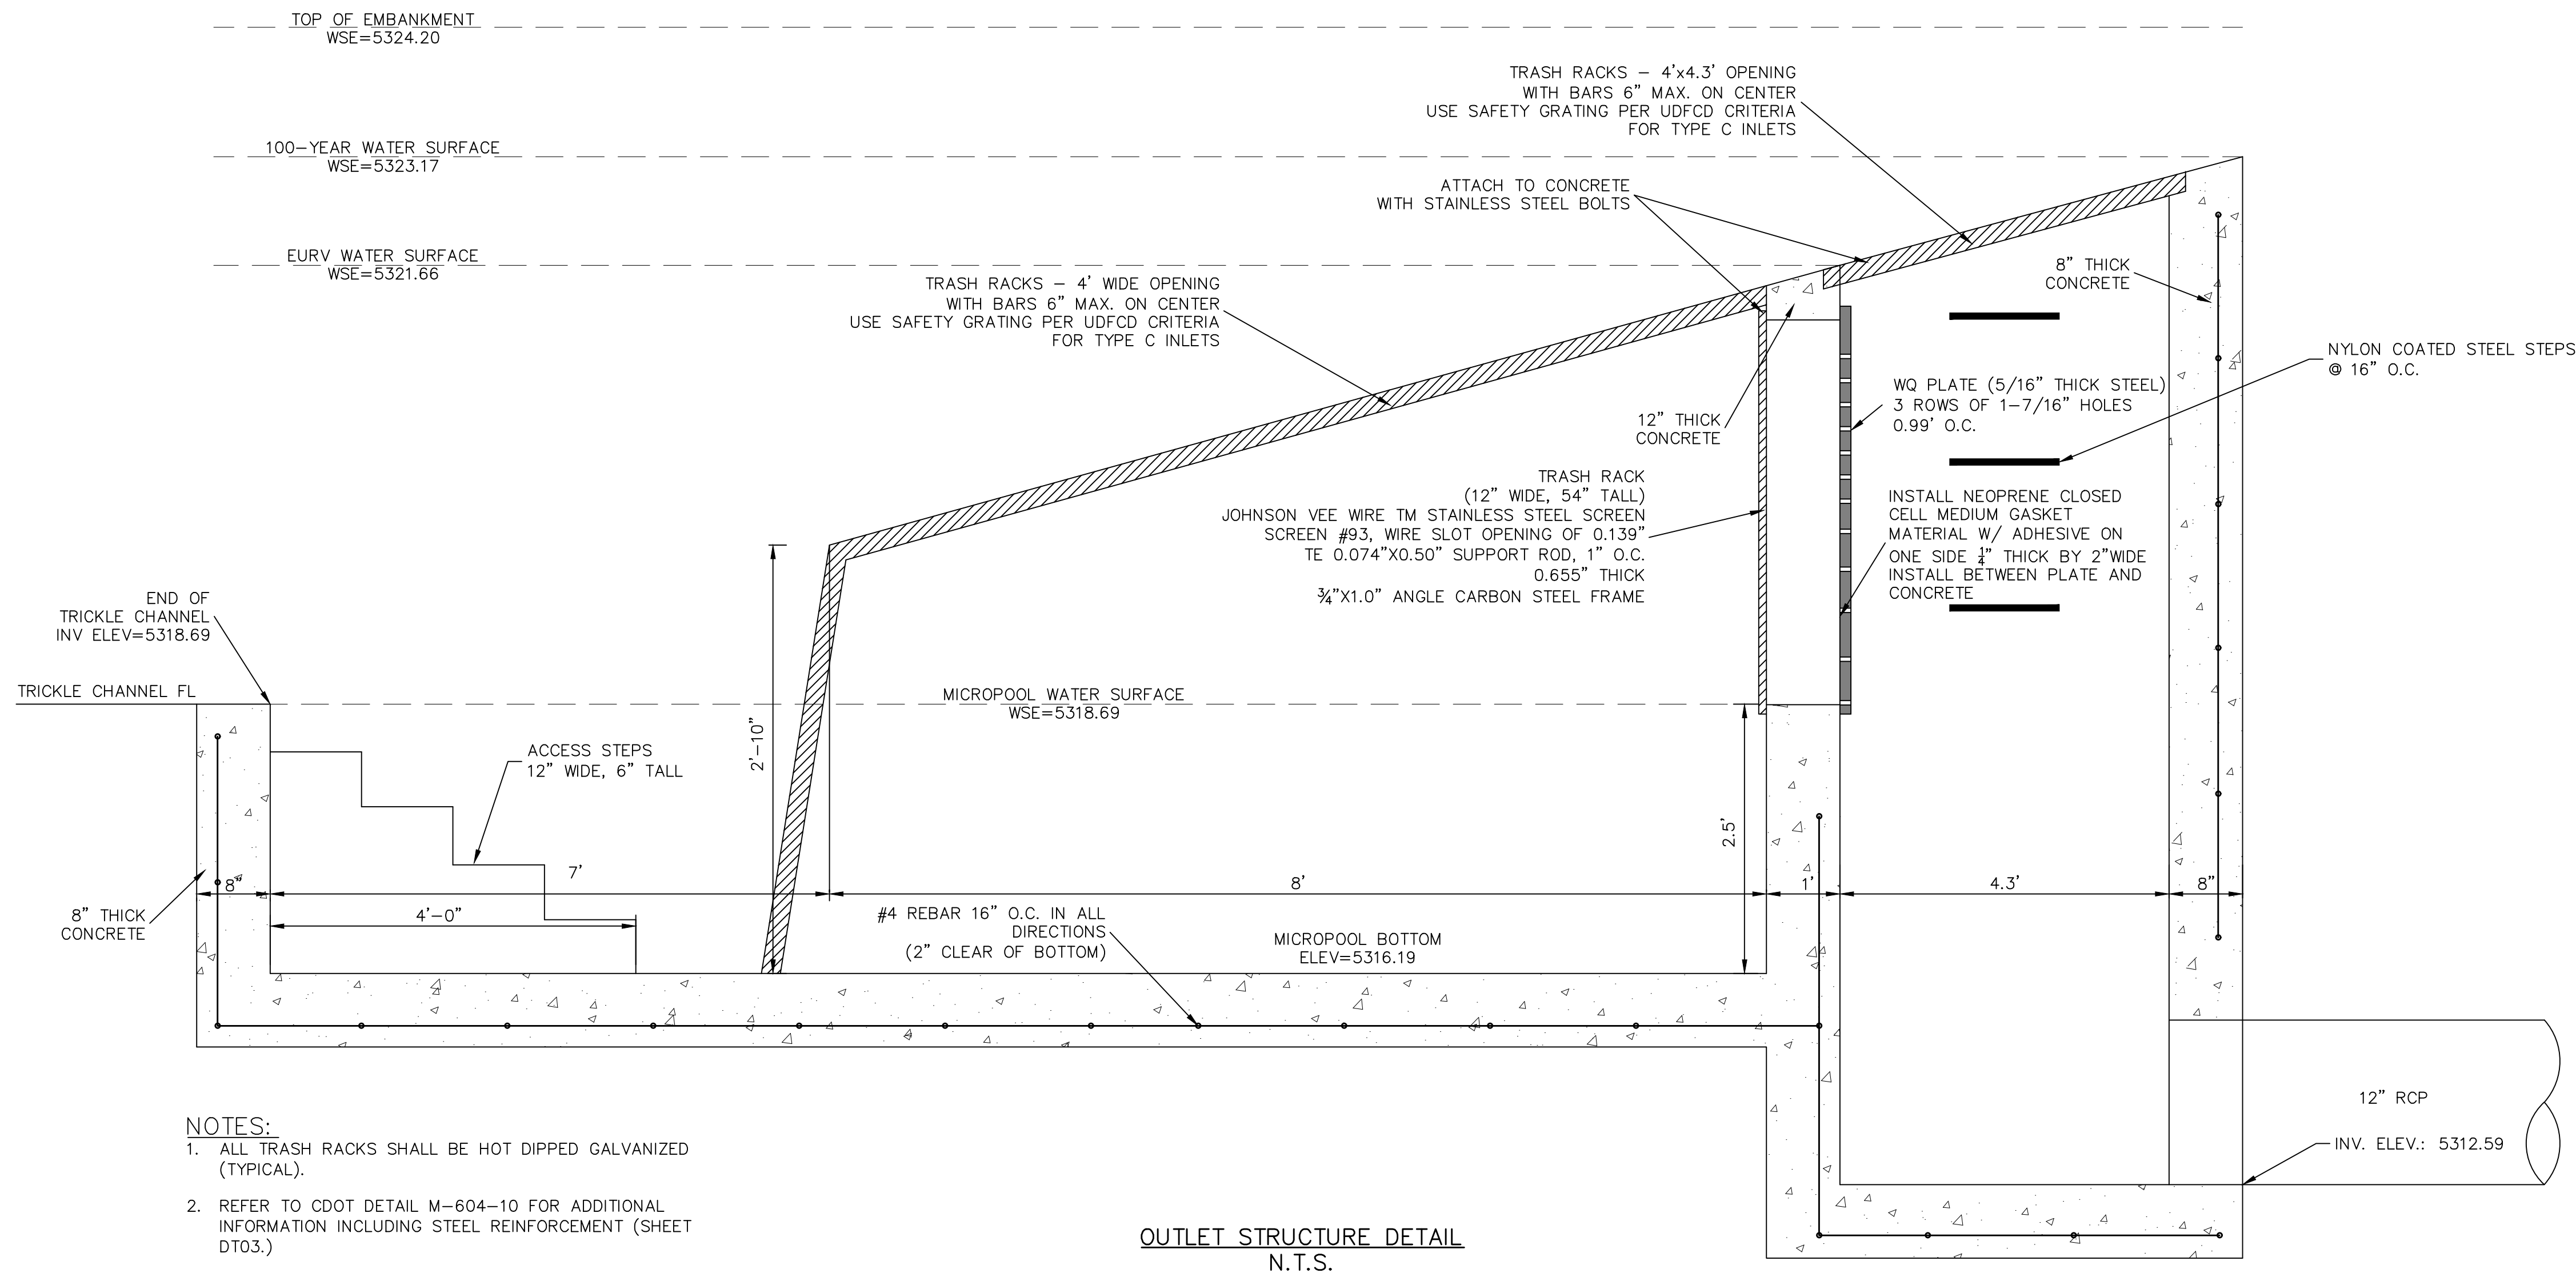 TOP OF EMBANKMENT
WSE=5324.20
TRASH RACKS – 4'x4.3' OPENING
WITH BARS 6" MAX. ON CENTER
USE SAFETY GRATING PER UDFCD CRITERIA
FOR TYPE C INLETS
100–YEAR WATER SURFACE
WSE=5323.17
ATTACH TO CONCRETE
WITH STAINLESS STEEL BOLTS
EURV WATER SURFACE
WSE=5321.66
TRASH RACKS – 4' WIDE OPENING
WITH BARS 6" MAX. ON CENTER
USE SAFETY GRATING PER UDFCD CRITERIA
FOR TYPE C INLETS
8" THICK
CONCRETE
NYLON COATED STEEL STEPS
@ 16" O.C.
WQ PLATE (5/16" THICK STEEL)
3 ROWS OF 1–7/16" HOLES
0.99' O.C.
12" THICK
CONCRETE
TRASH RACK
(12" WIDE, 54" TALL)
JOHNSON VEE WIRE TM STAINLESS STEEL SCREEN
SCREEN #93, WIRE SLOT OPENING OF 0.139"
TE 0.074"X0.50" SUPPORT ROD, 1" O.C.
0.655" THICK
¾"X1.0" ANGLE CARBON STEEL FRAME
INSTALL NEOPRENE CLOSED
CELL MEDIUM GASKET
MATERIAL W/ ADHESIVE ON
ONE SIDE ¼" THICK BY 2"WIDE
INSTALL BETWEEN PLATE AND
CONCRETE
END OF
TRICKLE CHANNEL
INV ELEV=5318.69
TRICKLE CHANNEL FL
MICROPOOL WATER SURFACE
WSE=5318.69
2'–10"
2.5'
ACCESS STEPS
12" WIDE, 6" TALL
8"
7'
8'
1'
4.3'
8"
4'–0"
8" THICK
CONCRETE
#4 REBAR 16" O.C. IN ALL
DIRECTIONS
(2" CLEAR OF BOTTOM)
MICROPOOL BOTTOM
ELEV=5316.19
12" RCP
INV. ELEV.: 5312.59
NOTES:
1. ALL TRASH RACKS SHALL BE HOT DIPPED GALVANIZED
(TYPICAL).
2. REFER TO CDOT DETAIL M–604–10 FOR ADDITIONAL
INFORMATION INCLUDING STEEL REINFORCEMENT (SHEET
DT03.)
OUTLET STRUCTURE DETAIL
N.T.S.